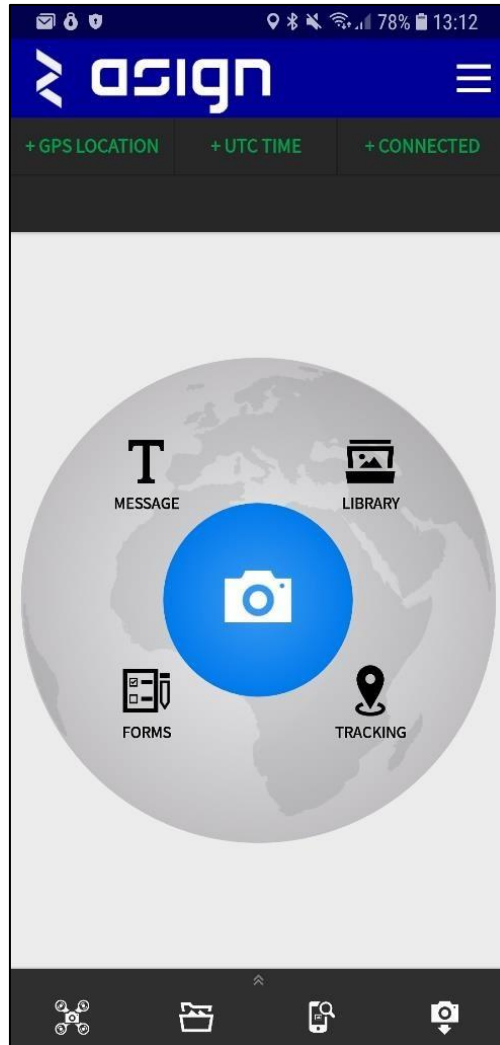 78% 13:12
asign
+ GPS LOCATION + UTC TIME + CONNECTED
T
MESSAGE LIBRARY
FORMS TRACKING